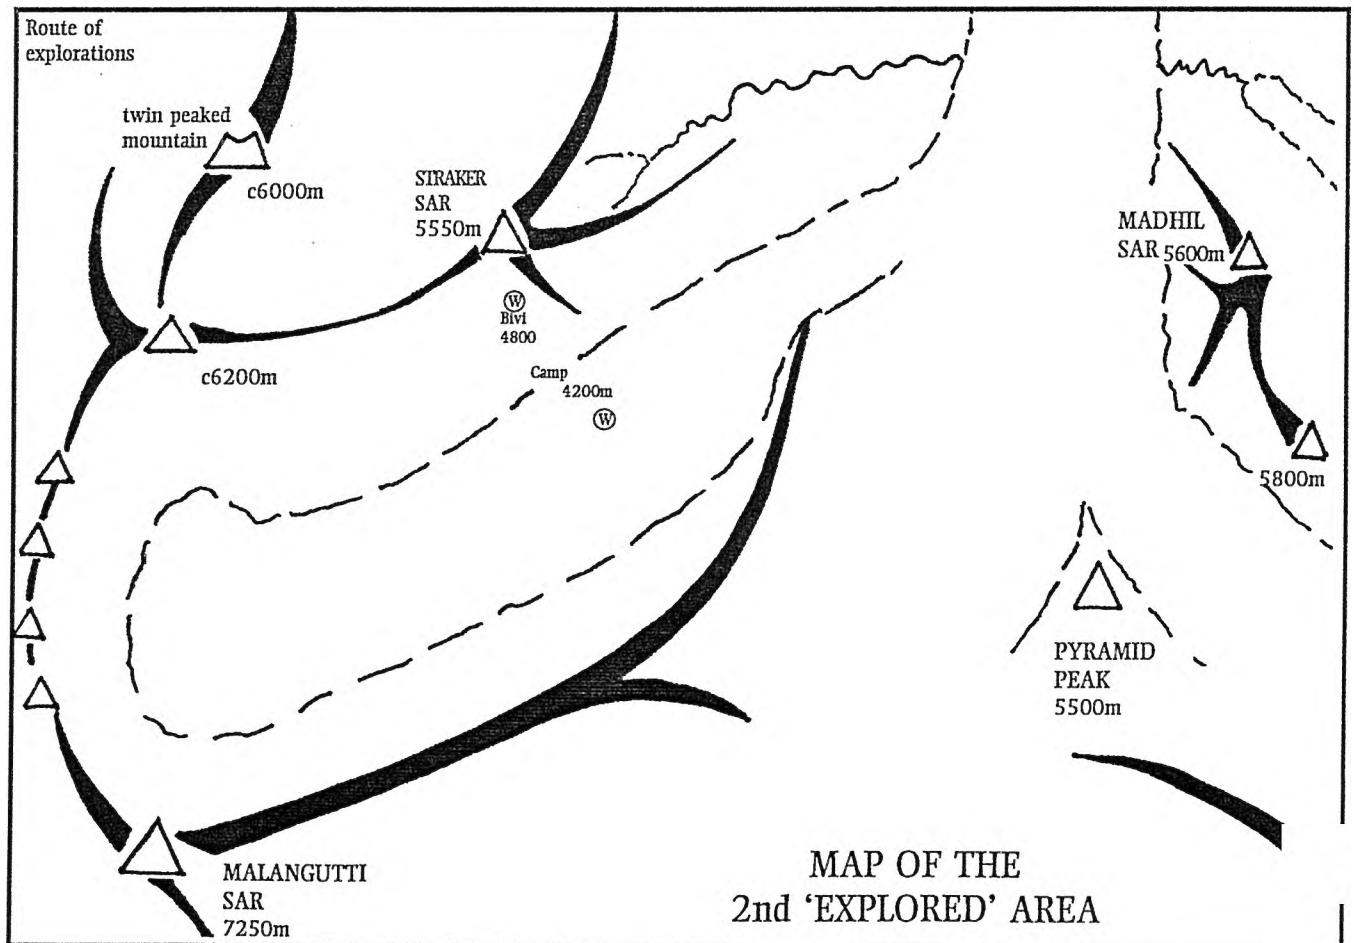 Route of
explorations
twin peaked
mountain
c6000m
STRAKER
SAR
5550m
MADHIL
SAR 5600m
W
Bivi
4800
c6200m
Camp
4200m
W
5800m
PYRAMID
PEAK
5500m
MALANGUTTI
SAR
7250m
MAP OF THE
2nd ‘EXPLORED’ AREA